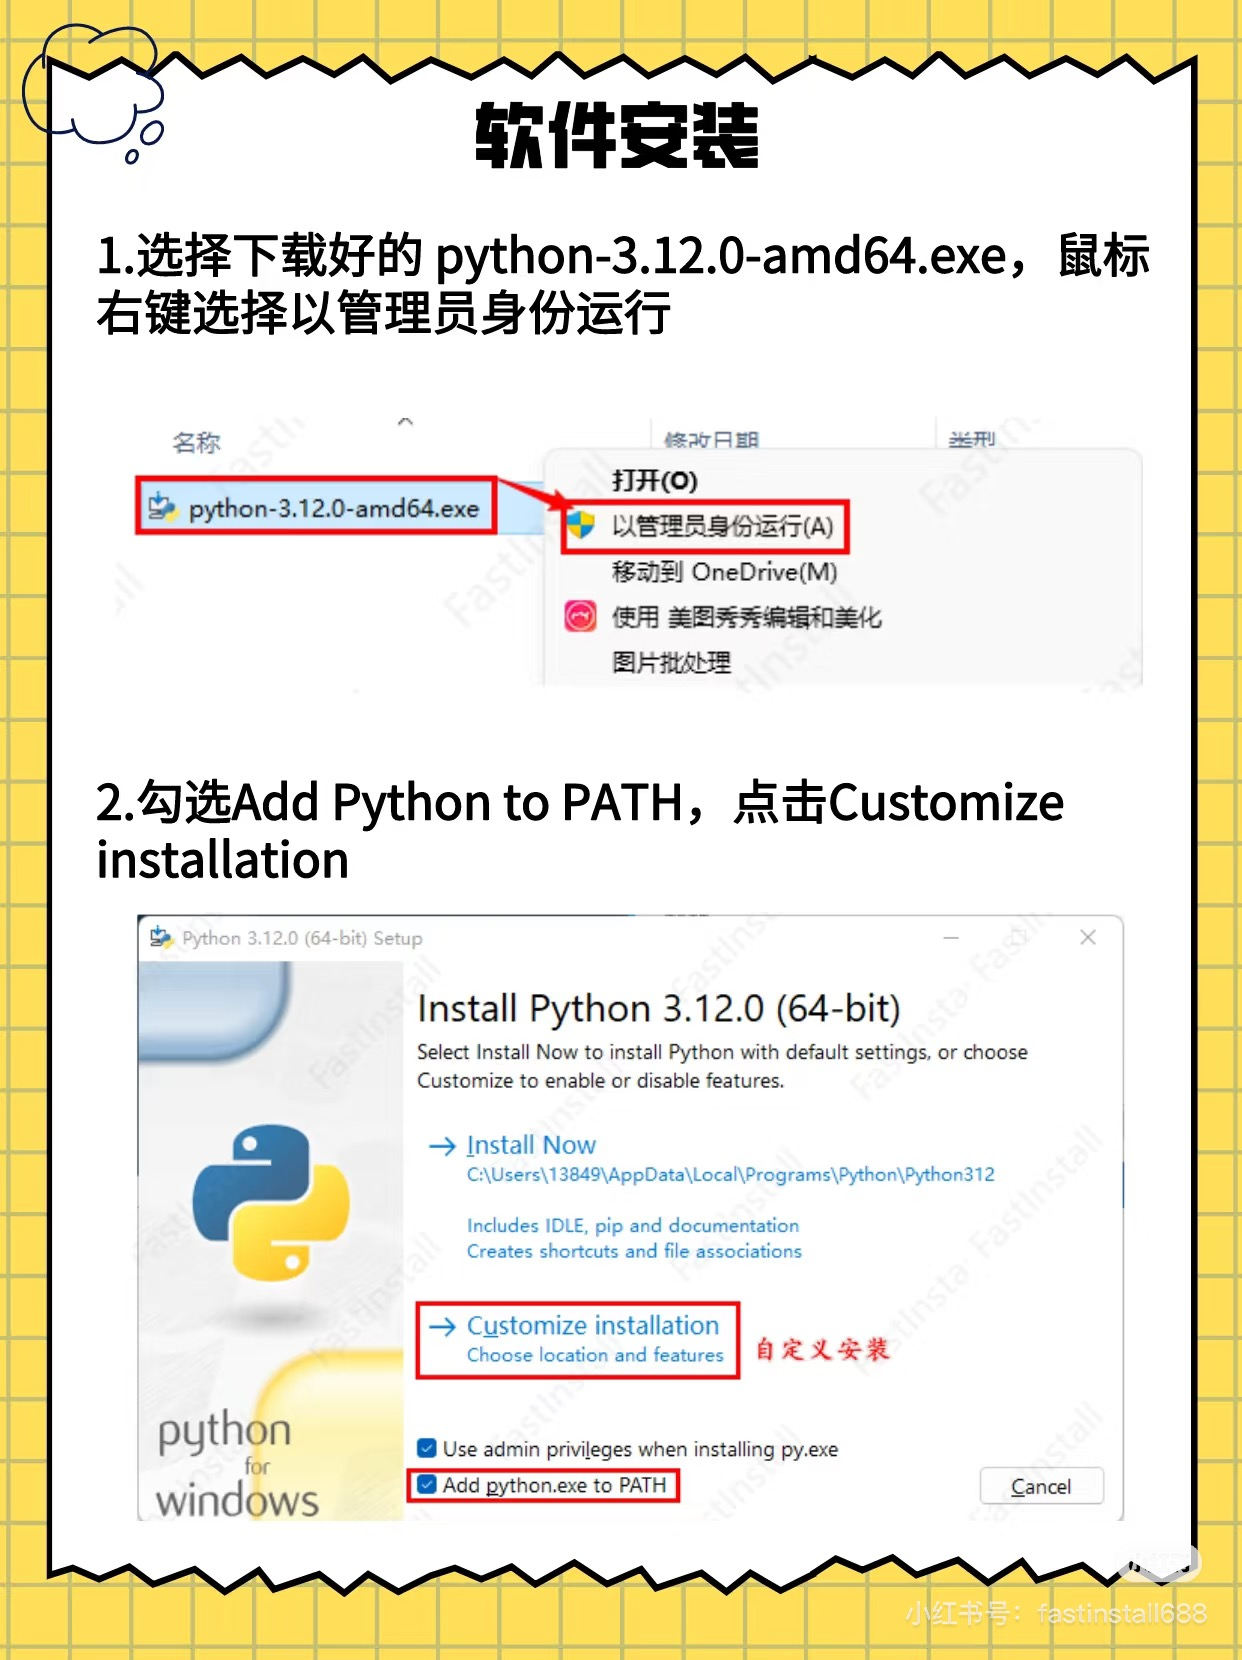 软件安装
1.选择下载好的 python-3.12.0-amd64.exe，鼠标
右键选择以管理员身份运行
名称
修改日期
类型
python-3.12.0-amd64.exe
打开(O)
以管理员身份运行(A)
移动到 OneDrive(M)
使用 美图秀秀编辑和美化
图片批处理
2.勾选Add Python to PATH，点击Customize
installation
Python 3.12.0 (64-bit) Setup
Install Python 3.12.0 (64-bit)
Select Install Now to install Python with default settings, or choose
Customize to enable or disable features.
Install Now
C:\Users\13849\AppData\Local\Programs\Python\Python312
Includes IDLE, pip and documentation
Creates shortcuts and file associations
Customize installation
Choose location and features
自定义安装
python
for
windows
Use admin privileges when installing py.exe
Add python.exe to PATH
Cancel
FastInstall
小红书号：fastinstall688